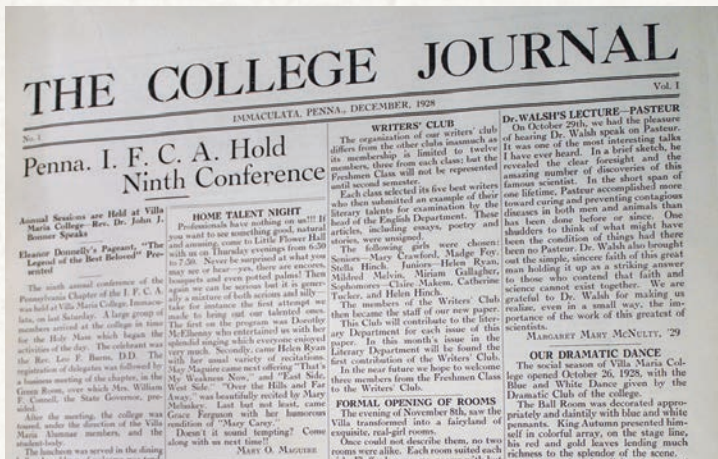 THE COLLEGE JOURNAL
No. 1
IMMACULATA, PENNA., DECEMBER, 1928
Vol. I
Penna. I. F. C. A. Hold
Ninth Conference
Annual Sessions are Held at Villa
Maria College—Rev. Dr. John J.
Bonner Speaks
Eleanor Donnelly's Pageant, "The
Legend of the Best Beloved" Pre-
sented
The ninth annual conference of the
Pennsylvania Chapter of the I. F. C. A.
was held at Villa Maria College, Immacu-
lata, on last Saturday. A large group of
members arrived at the college in time
for the Holy Mass which began the
activities of the day. The celebrant was
the Rev. Leo F. Burns, D.D. The
registration of delegates was followed by
a business meeting of the chapter, in the
Green Room, over which Mrs. William
F. Connell, the State Governor, pre-
sided.
After the meeting, the college was
toured, under the direction of the Villa
Maria Alumnae members, and the
student-body.
The luncheon was served in the dining
HOME TALENT NIGHT
Professionals have nothing on us!!! If
you want to see something good, natural
and amusing, come to Little Flower Hall
with us on Thursday evenings from 6:30
to 7:30. Never be surprised at what you
may see or hear—yes, there are encores,
bouquets and even potted palms! Then
again we can be serious but it is gener-
ally a mixture of both serious and silly—
take for instance the first attempt we
made to bring out our talented ones.
The first on the program was Dorothy
McElhenny who entertained us with her
splendid ringing which everyone enjoyed
very much. Secondly, came Helen Ryan
with her usual variety of recitations.
May Maguire came next offering "That's
My Weakness Now," and "East Side,
West Side." "Over the Hills and Far
Away," was beautifully recited by Mary
Melusky. Last but not least, came
Grace Ferguson with her humorous
rendition of "Mary Carey."
Doesn't it sound tempting? Come
along with us next time!!
MARY O. MAGUIRE
WRITERS' CLUB
The organization of our writers' club
differs from the other clubs inasmuch as
its membership is limited to twelve
members, three from each class; but the
Freshmen Class will not be represented
until second semester.
Each class selected its five best writers
who then submitted an example of their
literary talents for examination by the
head of the English Department. These
articles, including essays, poetry and
stories, were unsigned.
The following girls were chosen:
Seniors—Mary Crawford, Madge Foy,
Stella Hinch. Juniors—Helen Ryan,
Mildred Melvin, Miriam Gallagher,
Sophomores—Claire Makem, Catherine
Tucker, and Helen Hinch.
The members of the Writers' Club
then became the staff of our new paper.
This Club will contribute to the liter-
ary Department for each issue of this
paper. In this month's issue in the
Literary Department will be found the
first contribution of the Writers' Club.
In the near future we hope to welcome
three members from the Freshmen Class
to the Writers' Club.
FORMAL OPENING OF ROOMS
The evening of November 8th, saw the
Villa transformed into a fairyland of
exquisite, real-girl rooms.
Once could not describe them, no two
rooms were alike. Each room suited each
Dr. WALSH'S LECTURE—PASTEUR
On October 29th, we had the pleasure
of hearing Dr. Walsh speak on Pasteur.
It was one of the most interesting talks
I have ever heard. In a brief sketch, he
revealed the clear foresight and the
amazing number of discoveries of this
famous scientist. In the short span of
one lifetime, Pasteur accomplished more
toward curing and preventing contagious
diseases in both men and animals than
has been done before or since. One
shudders to think of what might have
been the condition of things had there
been no Pasteur. Dr. Walsh also brought
out the simple, sincere faith of this great
man holding it up as a striking answer
to those who contend that faith and
science cannot exist together. We are
grateful to Dr. Walsh for making us
realize, even in a small way, the im-
portance of the work of this greatest of
scientists.
MARGARET MARY MCNULTY, '29
OUR DRAMATIC DANCE
The social season of Villa Maria Col-
lege opened October 26, 1928, with the
Blue and White Dance given by the
Dramatic Club of the college.
The Ball Room was decorated appro-
priately and daintily with blue and white
pennants. King Autumn presented him-
self in colorful array, on the stage line,
his red and gold leaves lending much
richness to the splendor of the scene.